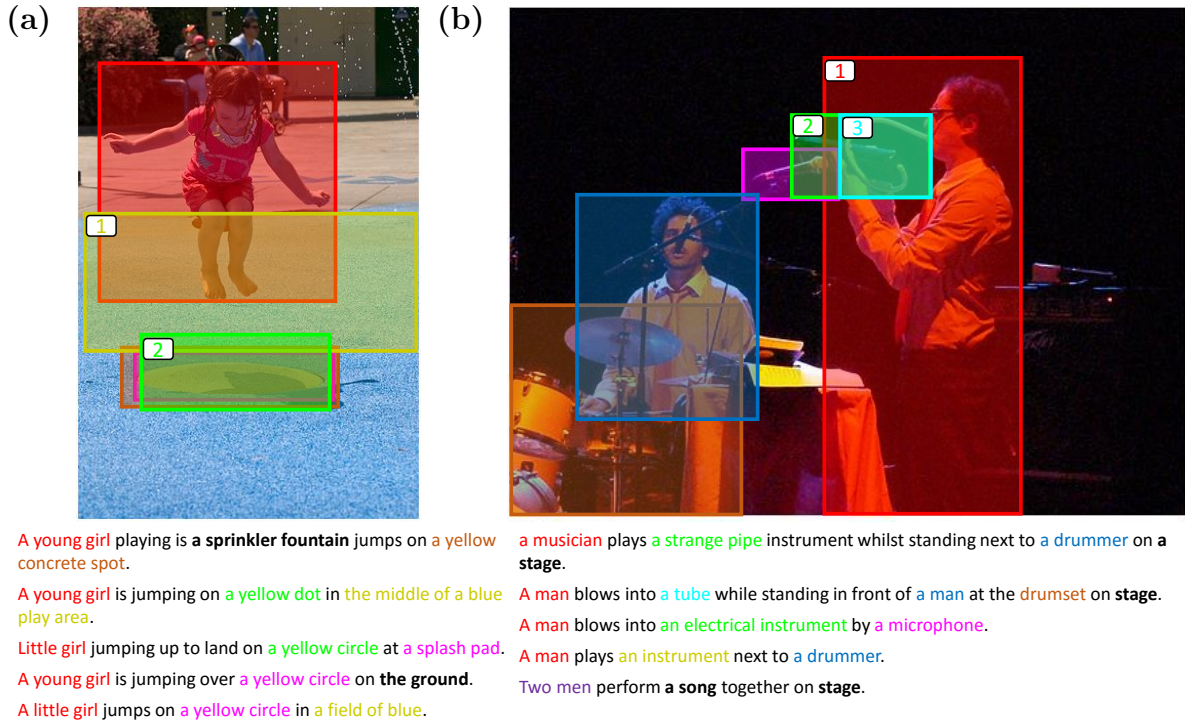 (a)
(b)
1
2
1
2
3
A young girl playing is a sprinkler fountain jumps on a yellow
concrete spot.
A young girl is jumping on a yellow dot in the middle of a blue
play area.
Little girl jumping up to land on a yellow circle at a splash pad.
A young girl is jumping over a yellow circle on the ground.
A little girl jumps on a yellow circle in a field of blue.
a musician plays a strange pipe instrument whilst standing next to a drummer on a
stage.
A man blows into a tube while standing in front of a man at the drumset on stage.
A man blows into an electrical instrument by a microphone.
A man plays an instrument next to a drummer.
Two men perform a song together on stage.